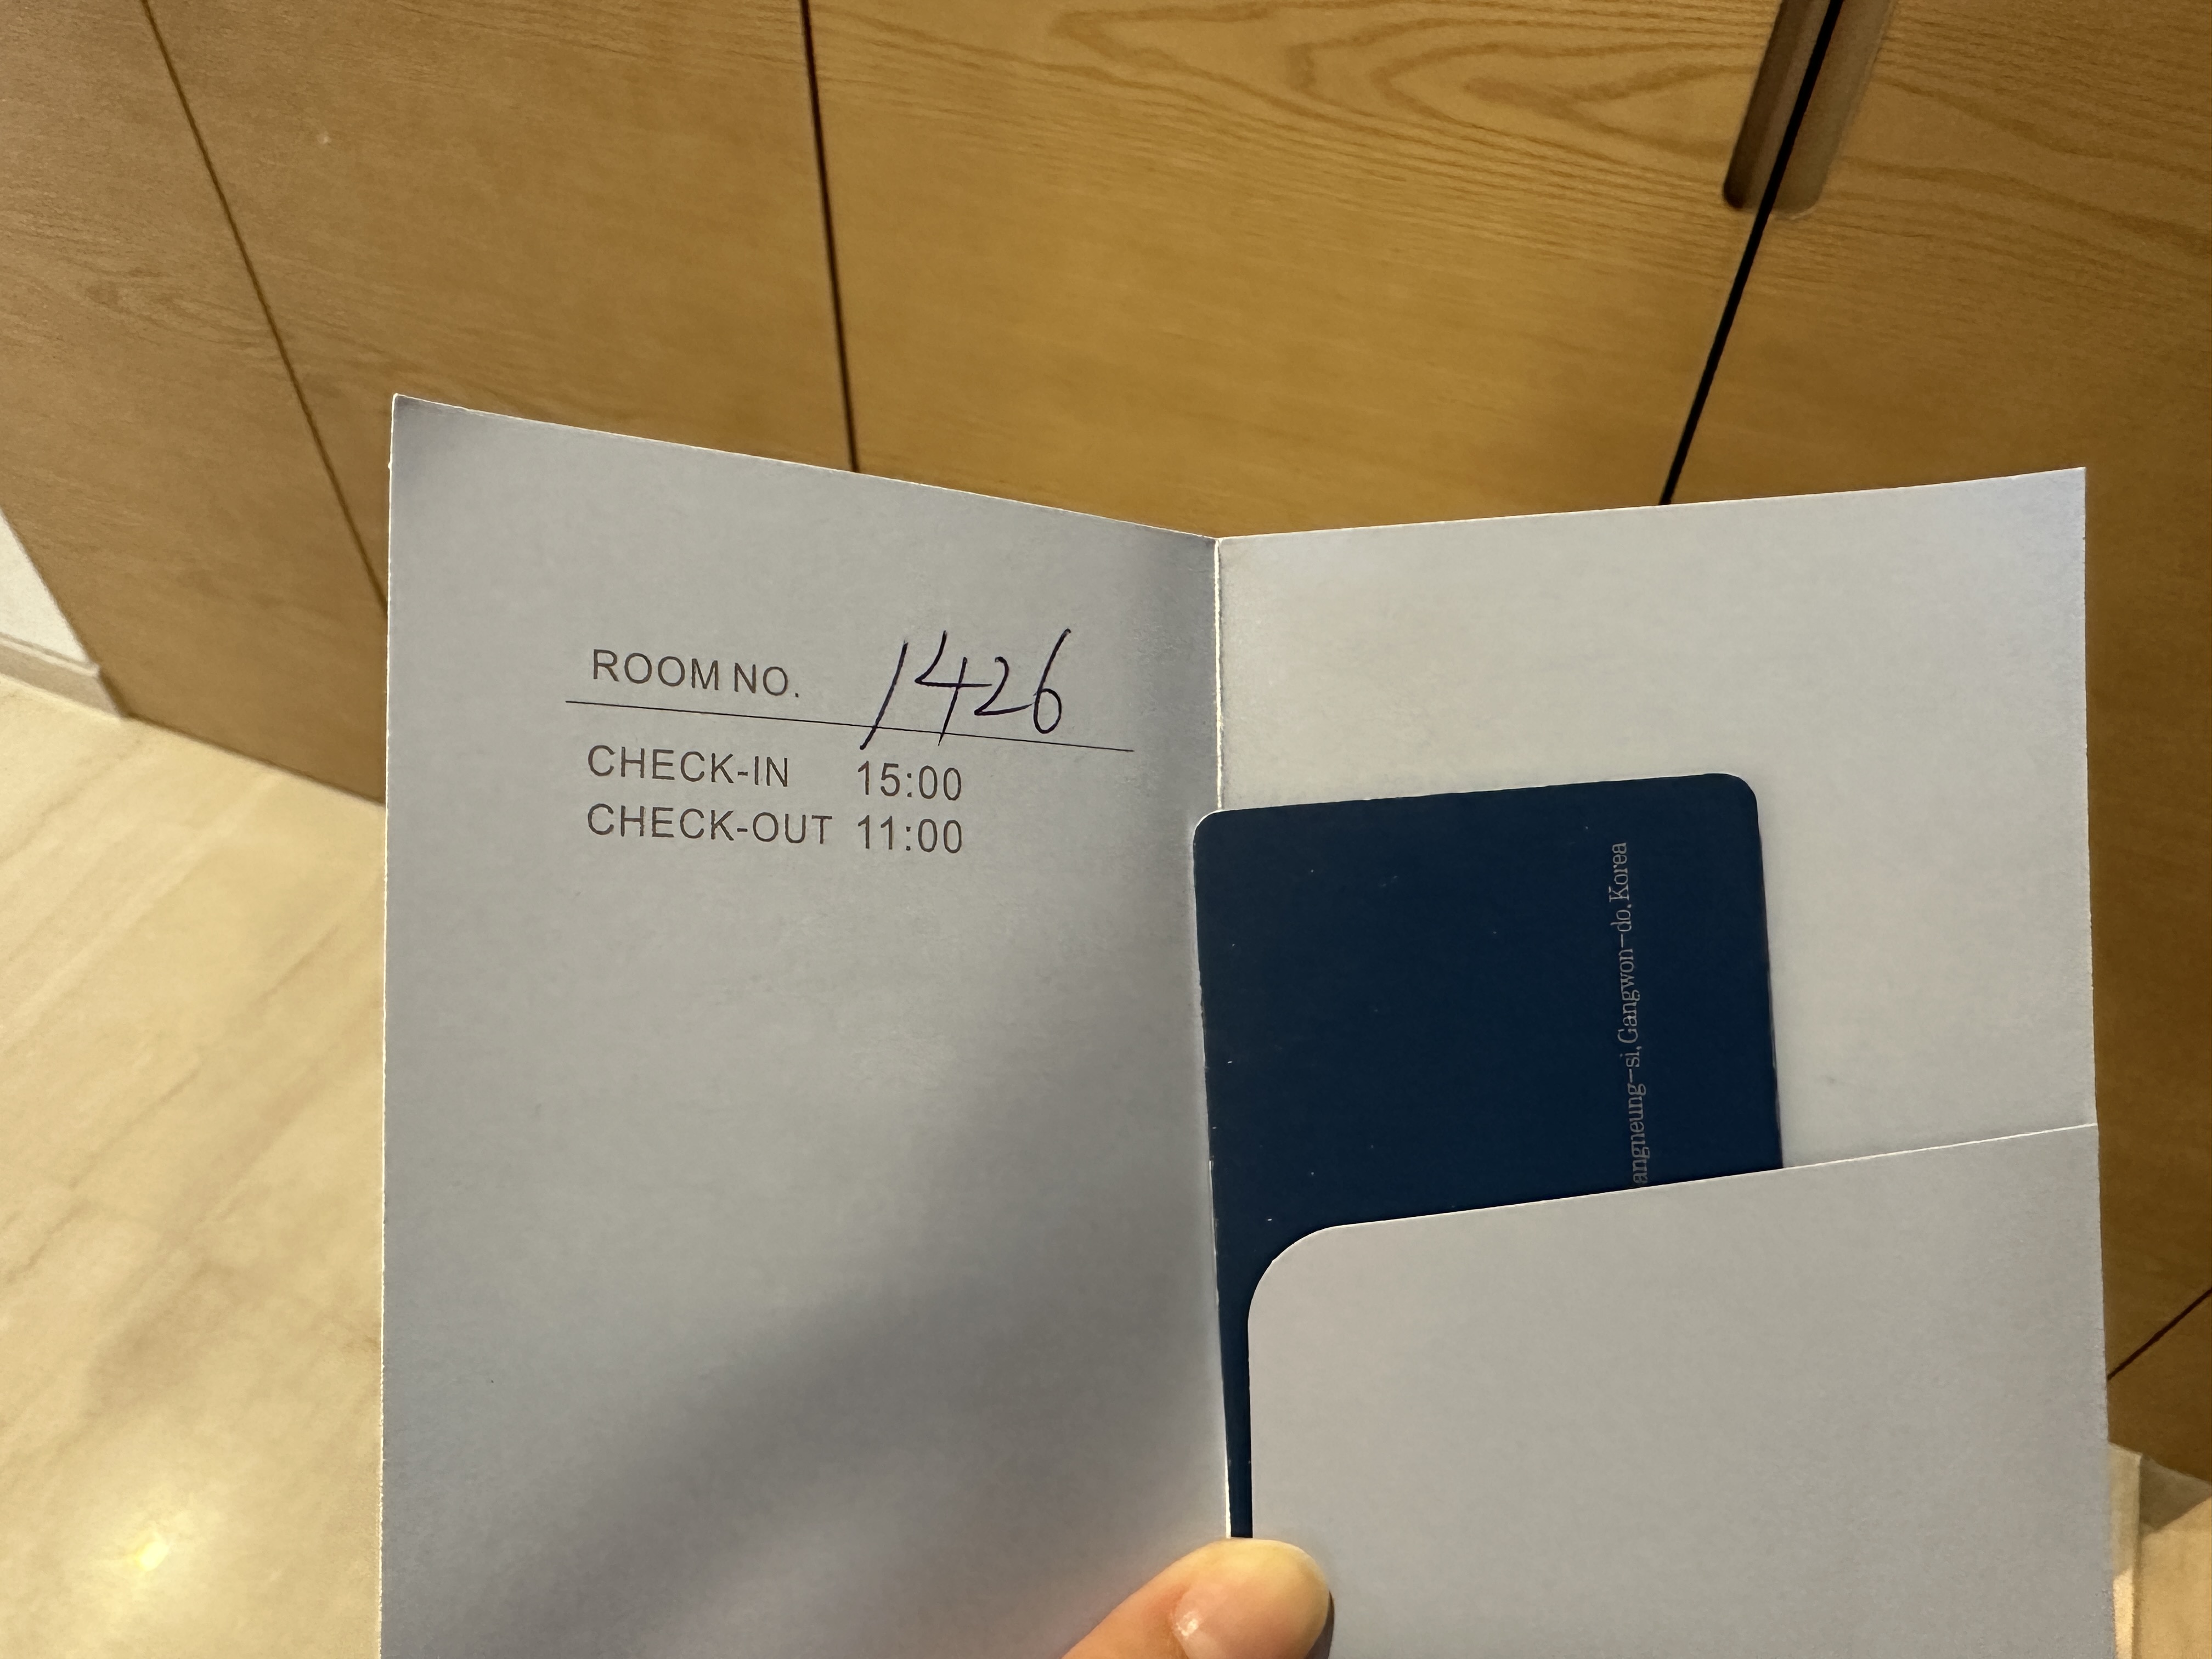 ROOM NO. 1426
CHECK-IN 15:00
CHECK-OUT 11:00
angneung-si, Gangwon-do, Korea